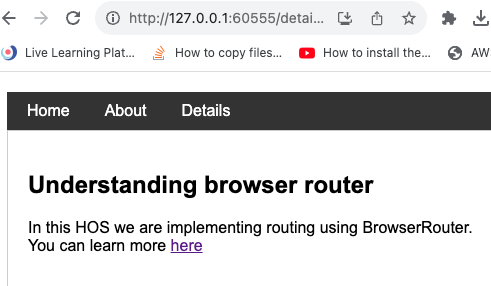 http://127.0.0.1:60555/detai...
Live Learning Plat... How to copy files... How to install the... AWS
Home About Details
Understanding browser router
In this HOS we are implementing routing using BrowserRouter.
You can learn more here